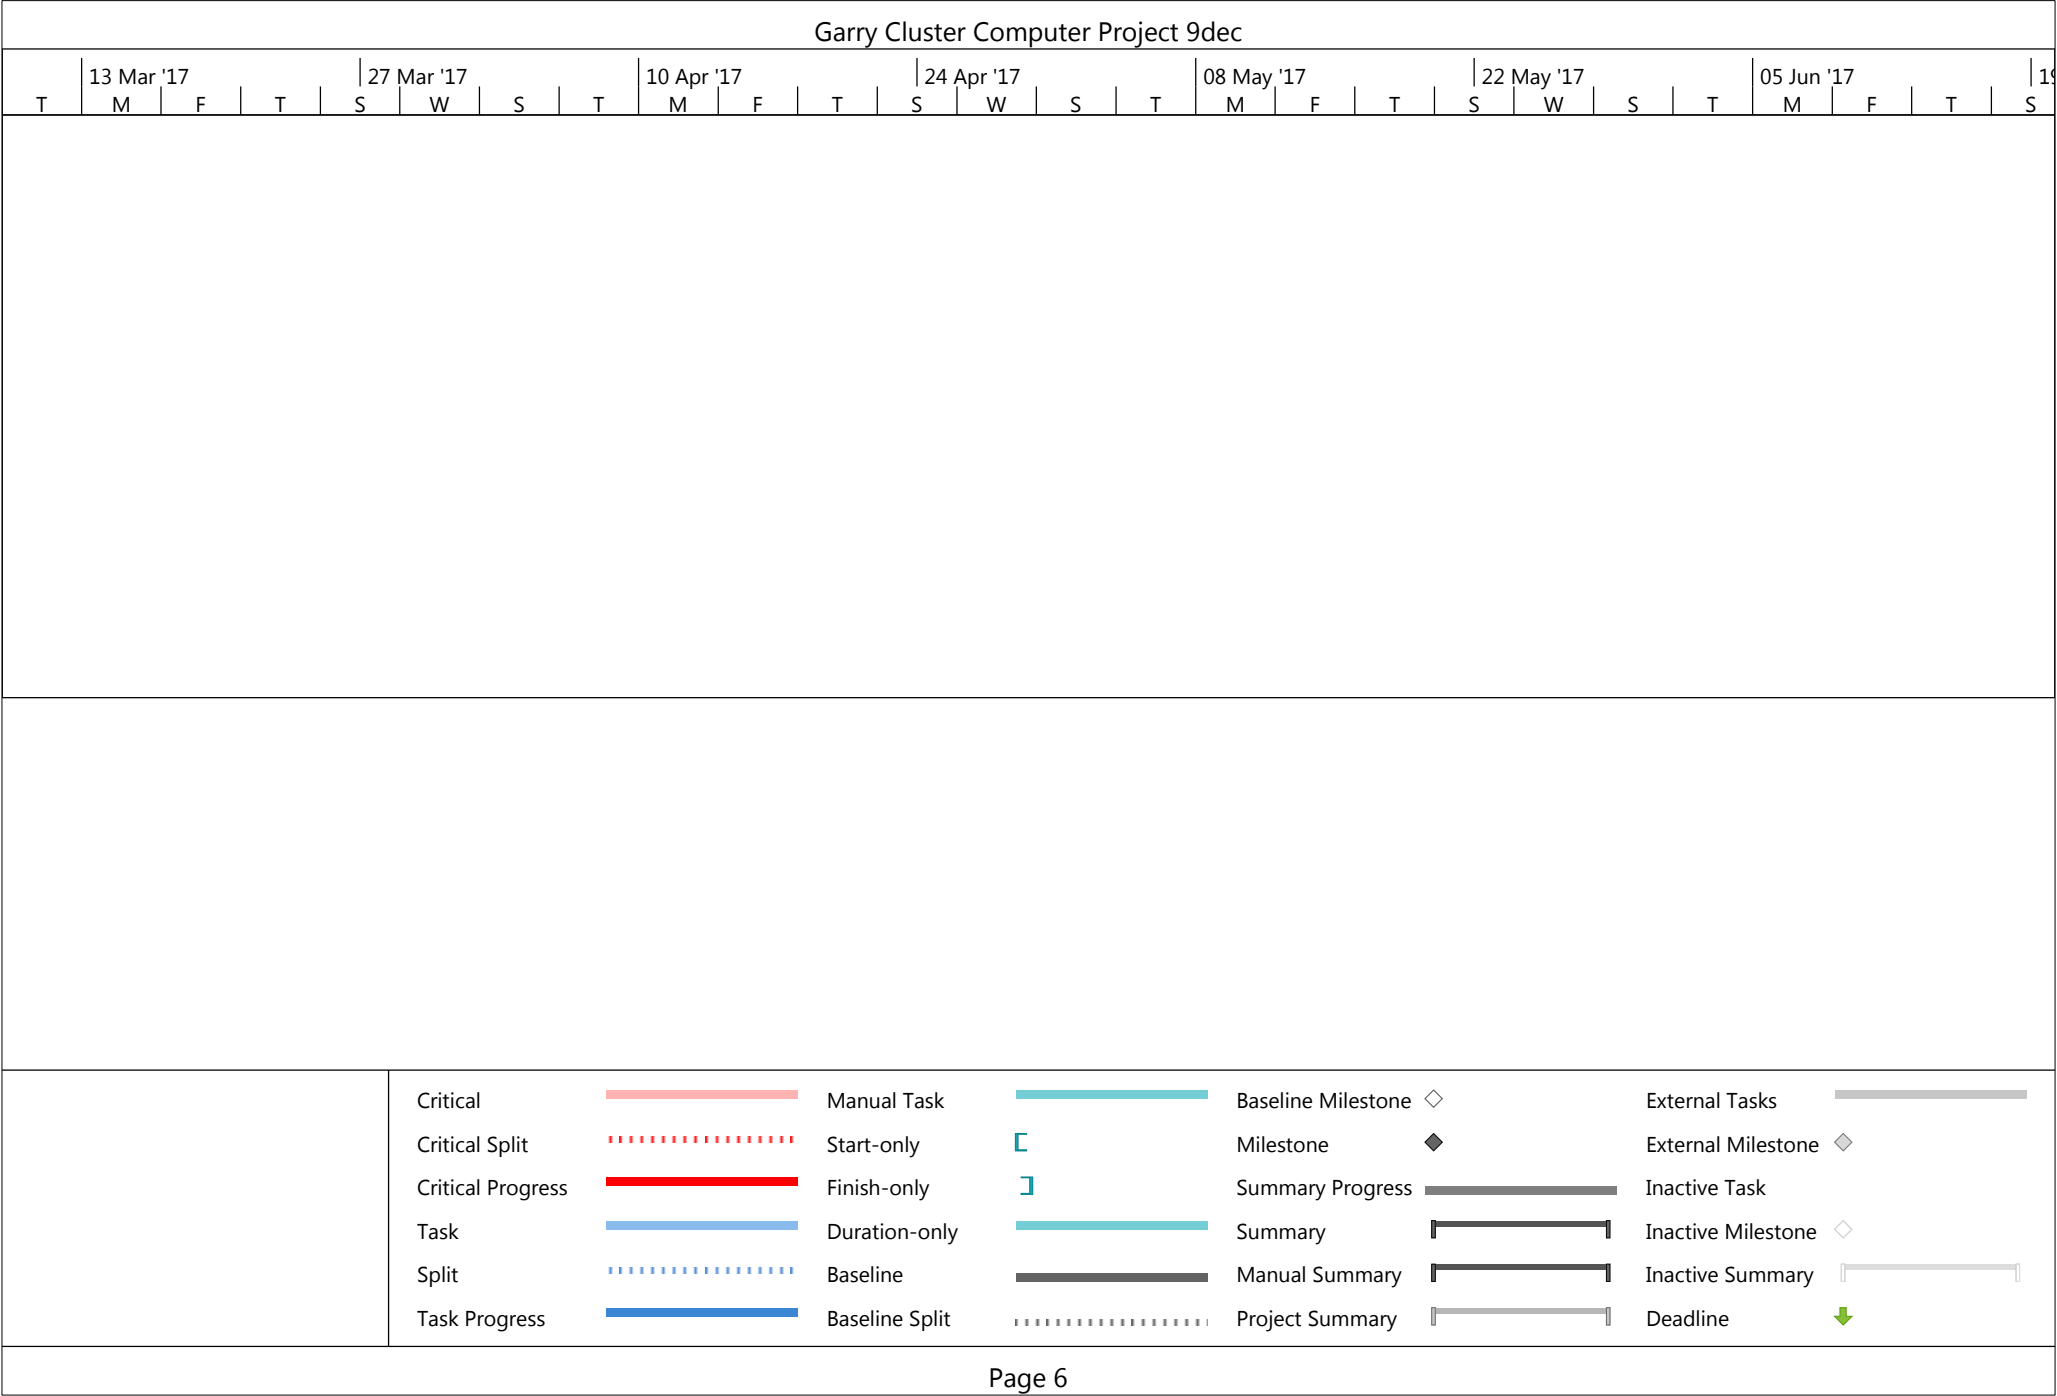 Garry Cluster Computer Project 9dec
13 Mar '17 27 Mar '17 10 Apr '17 24 Apr '17 08 May '17 22 May '17 05 Jun '17 19
T M F T S W S T M F T S W S T M F T S W S T M F T S
Critical Manual Task Baseline Milestone External Tasks
Critical Split Start-only Milestone External Milestone
Critical Progress Finish-only Summary Progress Inactive Task
Task Duration-only Summary Inactive Milestone
Split Baseline Manual Summary Inactive Summary
Task Progress Baseline Split Project Summary Deadline
Page 6